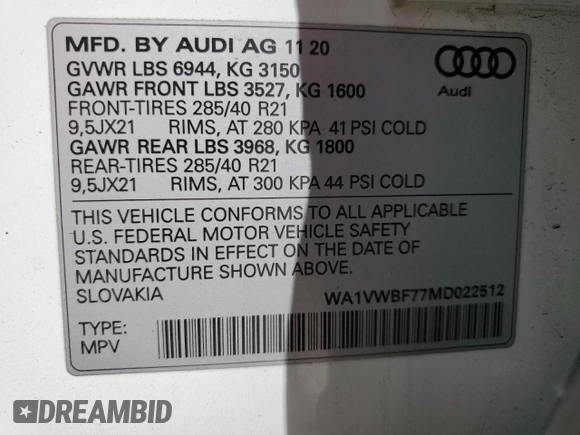 MFD. BY AUDI AG 11 20
GVWR LBS 6944, KG 3150
GAWR FRONT LBS 3527, KG 1600
FRONT-TIRES 285/40 R21
9,5JX21 RIMS, AT 280 KPA 41 PSI COLD
GAWR REAR LBS 3968, KG 1800
REAR-TIRES 285/40 R21
9,5JX21 RIMS, AT 300 KPA 44 PSI COLD
Audi
THIS VEHICLE CONFORMS TO ALL APPLICABLE
U.S. FEDERAL MOTOR VEHICLE SAFETY
STANDARDS IN EFFECT ON THE DATE OF
MANUFACTURE SHOWN ABOVE.
SLOVAKIA WA1VWBF77MD022512
TYPE:
MPV
DREAMBID